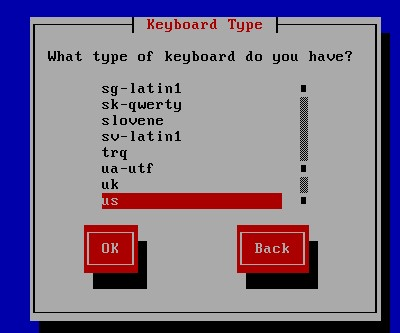 Keyboard Type
What type of keyboard do you have?
sg-latin1
sk-qwerty
slovene
sv-latin1
trq
ua-utf
uk
us
OK
Back